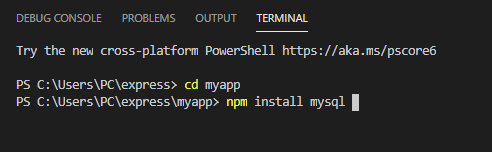 DEBUG CONSOLE PROBLEMS OUTPUT TERMINAL
Try the new cross-platform PowerShell https://aka.ms/pscore6
PS C:\Users\PC\express> cd myapp
PS C:\Users\PC\express\myapp> npm install mysql